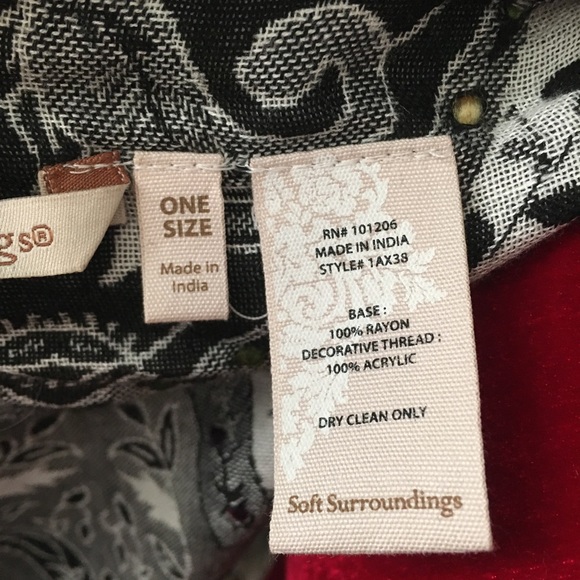 gs®
ONE
SIZE
Made in
India
RN# 101206
MADE IN INDIA
STYLE# 1AX38
BASE :
100% RAYON
DECORATIVE THREAD :
100% ACRYLIC
DRY CLEAN ONLY
Soft Surroundings